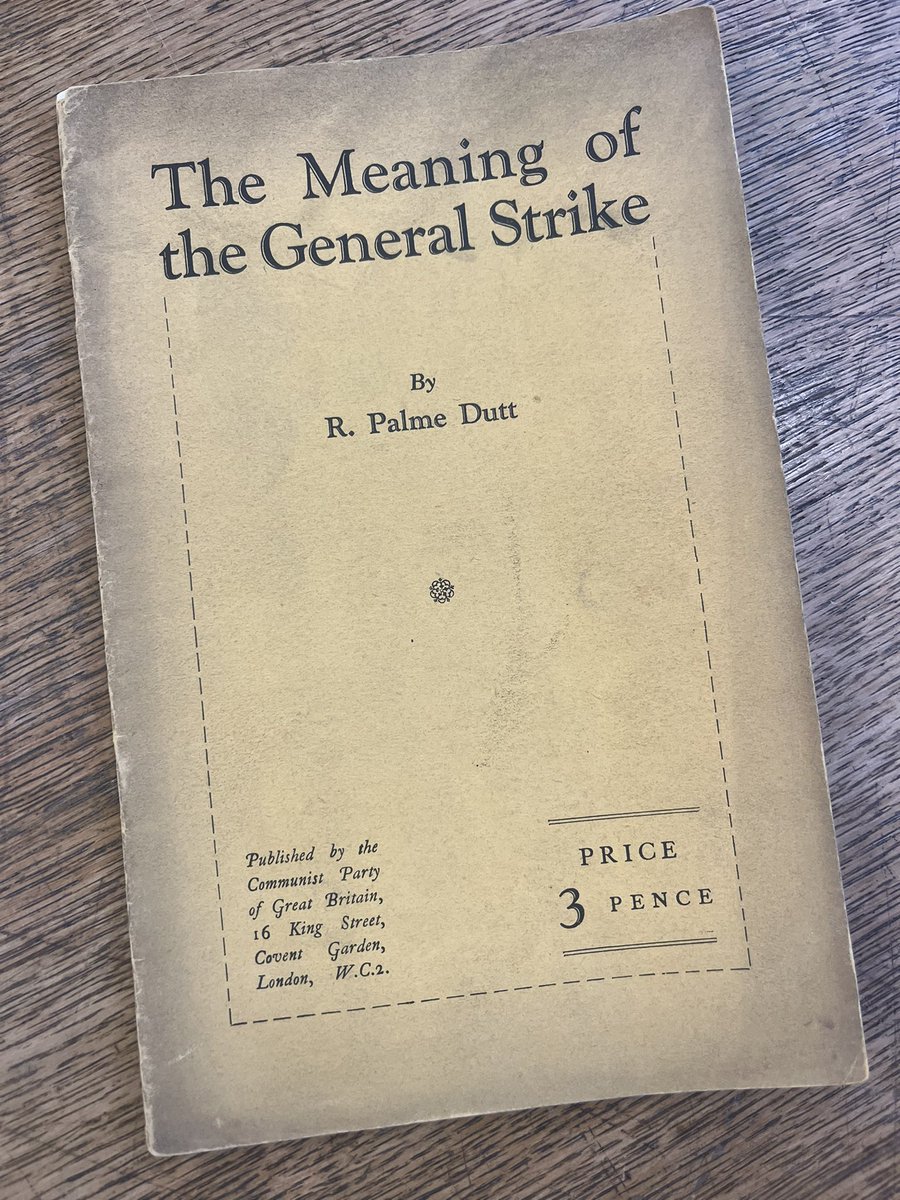 The Meaning of
the General Strike
By
R. Palme Dutt
Published by the
Communist Party
of Great Britain,
16 King Street,
Covent Garden,
London, W.C.2.
PRICE
3 PENCE